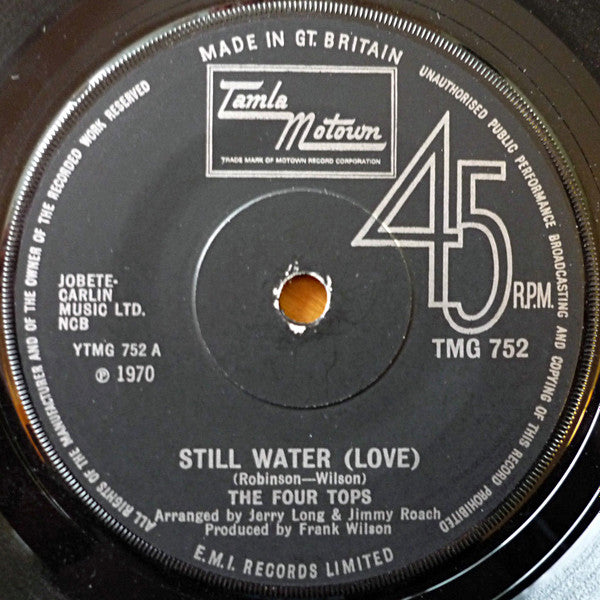 MADE IN GT. BRITAIN
UNAUTHORISED PUBLIC PERFORMANCE BROADCASTING AND COPYING OF THIS RECORD PROHIBITED
ALL RIGHTS OF THE MANUFACTURER AND OF THE OWNER OF THE RECORDED WORK RESERVED
Tamla
Motown
TRADE MARK OF MOTOWN RECORD CORPORATION
45
R.P.M.
TMG 752
JOBETE-
CARLIN
MUSIC LTD.
NCB
YTMG 752 A
℗ 1970
STILL WATER (LOVE)
(Robinson—Wilson)
THE FOUR TOPS
Arranged by Jerry Long & Jimmy Roach
Produced by Frank Wilson
E.M.I. RECORDS LIMITED